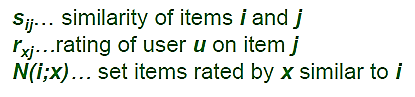 sij… similarity of items i and j
rxj…rating of user u on item j
N(i;x)… set items rated by x similar to i